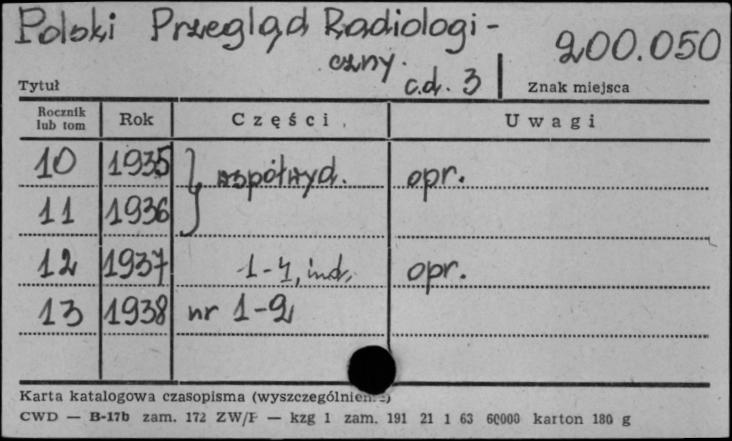 Polski Przegląd Radiologi-
czny. 200.050
Tytuł c.d. 3 Znak miejsca
Rocznik lub tom Rok Części Uwagi
10 1935 współwyd. opr.
11 1936
12 1937 1-4, ind. opr.
13 1938 nr 1-2
Karta katalogowa czasopisma (wyszczególnienie)
CWD — B-17b zam. 172 ZW/F — kzg 1 zam. 191 21 1 63 60000 karton 180 g